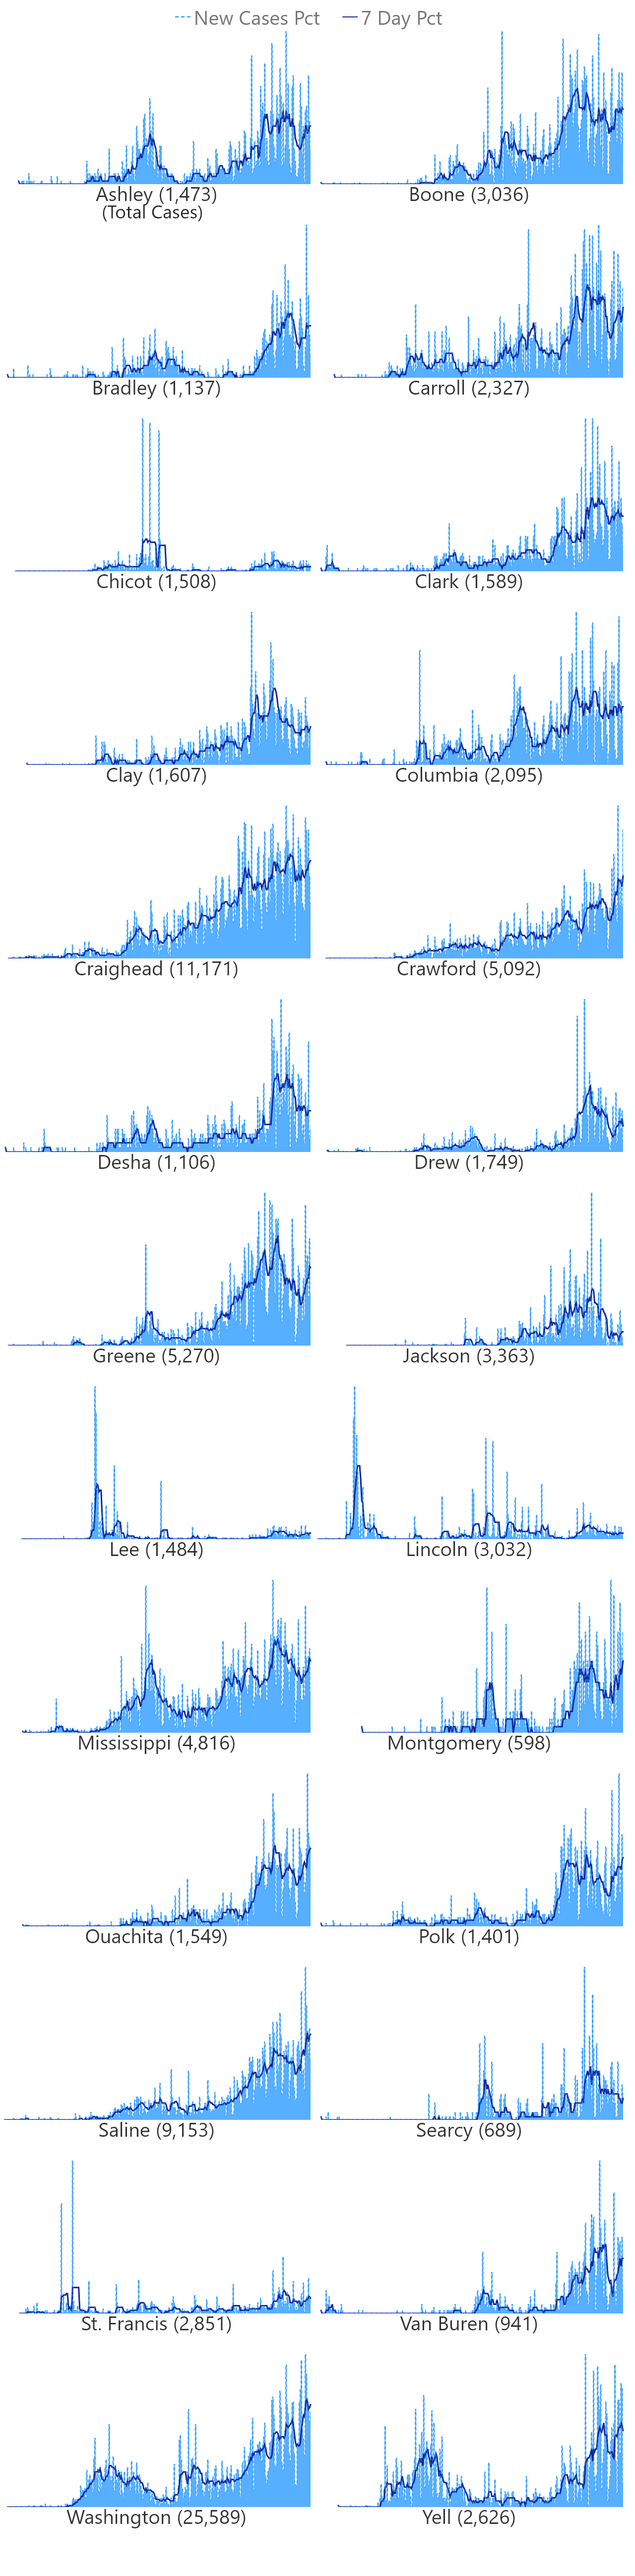 New Cases Pct 7 Day Pct
Ashley (1,473) Boone (3,036)
(Total Cases)
Bradley (1,137) Carroll (2,327)
Chicot (1,508) Clark (1,589)
Clay (1,607) Columbia (2,095)
Craighead (11,171) Crawford (5,092)
Desha (1,106) Drew (1,749)
Greene (5,270) Jackson (3,363)
Lee (1,484) Lincoln (3,032)
Mississippi (4,816) Montgomery (598)
Ouachita (1,549) Polk (1,401)
Saline (9,153) Searcy (689)
St. Francis (2,851) Van Buren (941)
Washington (25,589) Yell (2,626)